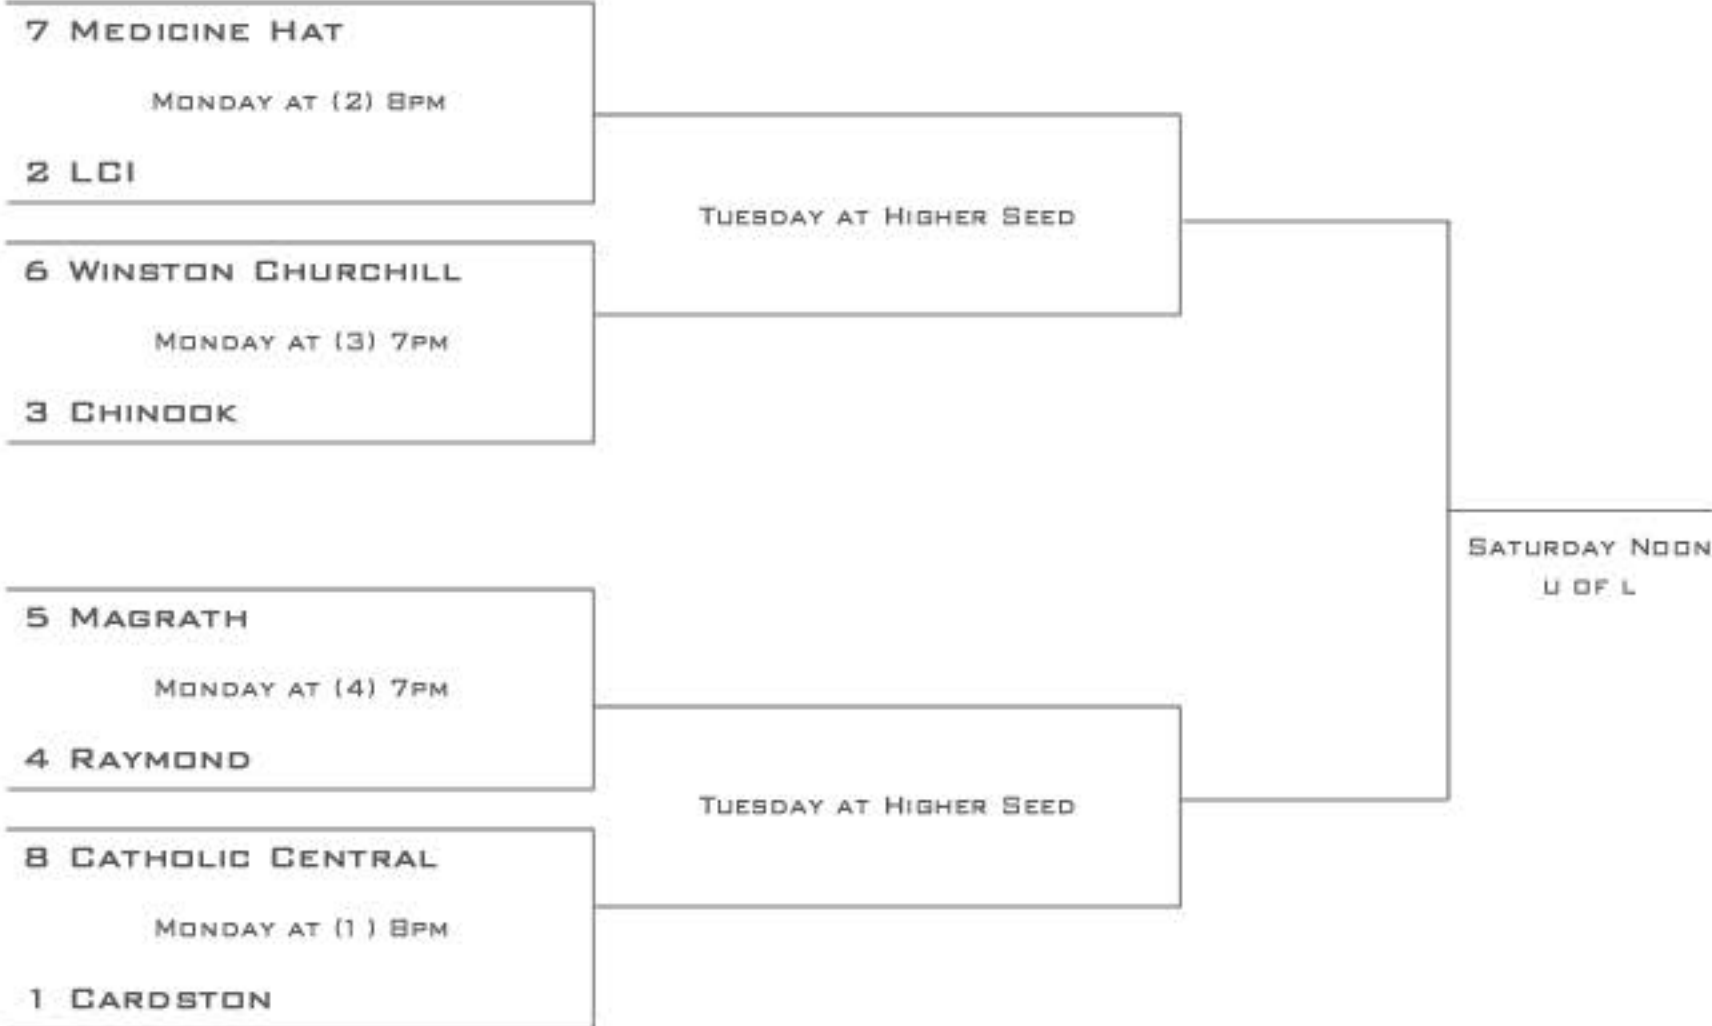 7 Medicine Hat
Monday at (2) 8pm
2 LCI
Tuesday at Higher Seed
6 Winston Churchill
Monday at (3) 7pm
3 Chinook
Saturday Noon
U of L
5 Magrath
Monday at (4) 7pm
4 Raymond
Tuesday at Higher Seed
8 Catholic Central
Monday at (1 ) 8pm
1 Cardston